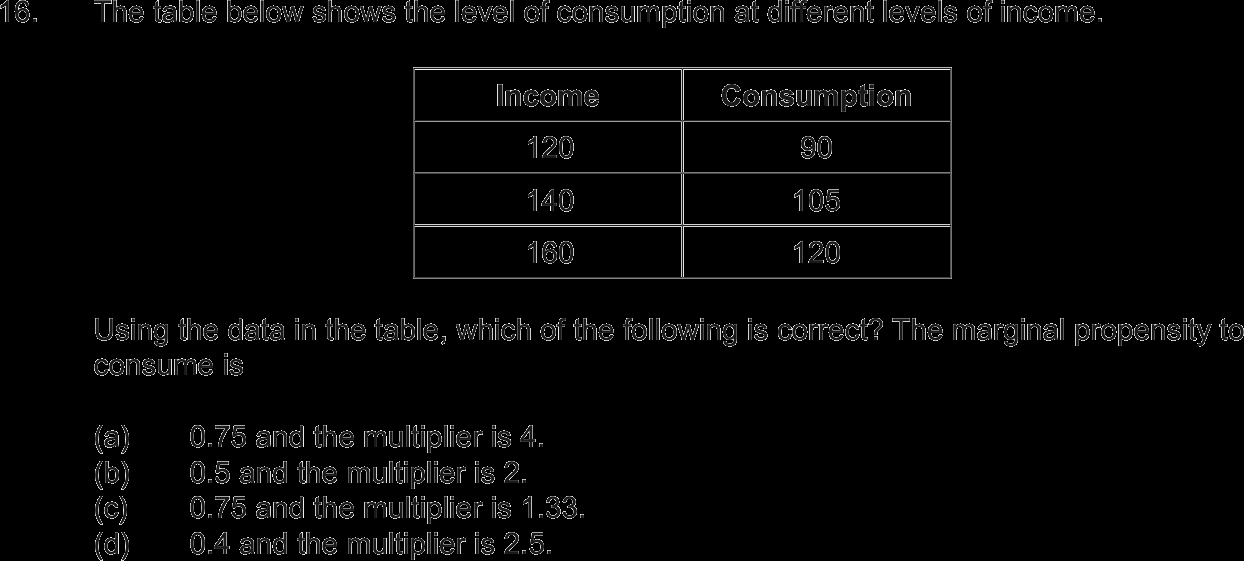 16. The table below shows the level of consumption at different levels of income.
Income Consumption
120 90
140 105
160 120
Using the data in the table, which of the following is correct? The marginal propensity to
consume is
(a) 0.75 and the multiplier is 4.
(b) 0.5 and the multiplier is 2.
(c) 0.75 and the multiplier is 1.33.
(d) 0.4 and the multiplier is 2.5.